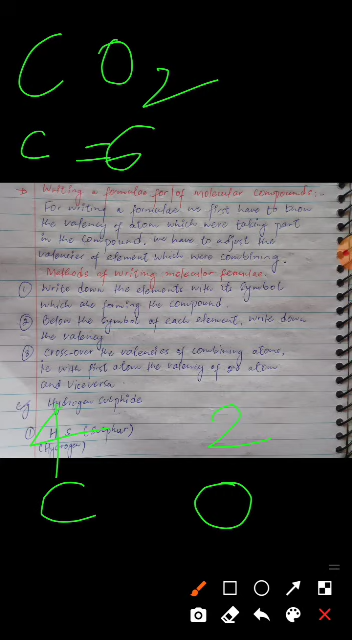 CO2
C = 6
D Writting a formulae for/of molecular compounds:-
For writing a formulae we first have to know
the valency of atom which were taking part
in the compound. we have to adjust the
valencies of element which were combining.
Methods of writing molecular formulae
① Write down the elements with its symbol
which are forming the compound
② Below the symbol of each element, write down
the valency
③ cross-over the valencies of combining atoms,
ie with first atom the valency of atom
and viceversa
eg Hydrogen sulphide
① H S (Sulphur)
(Hydrogen)
4 2
C O